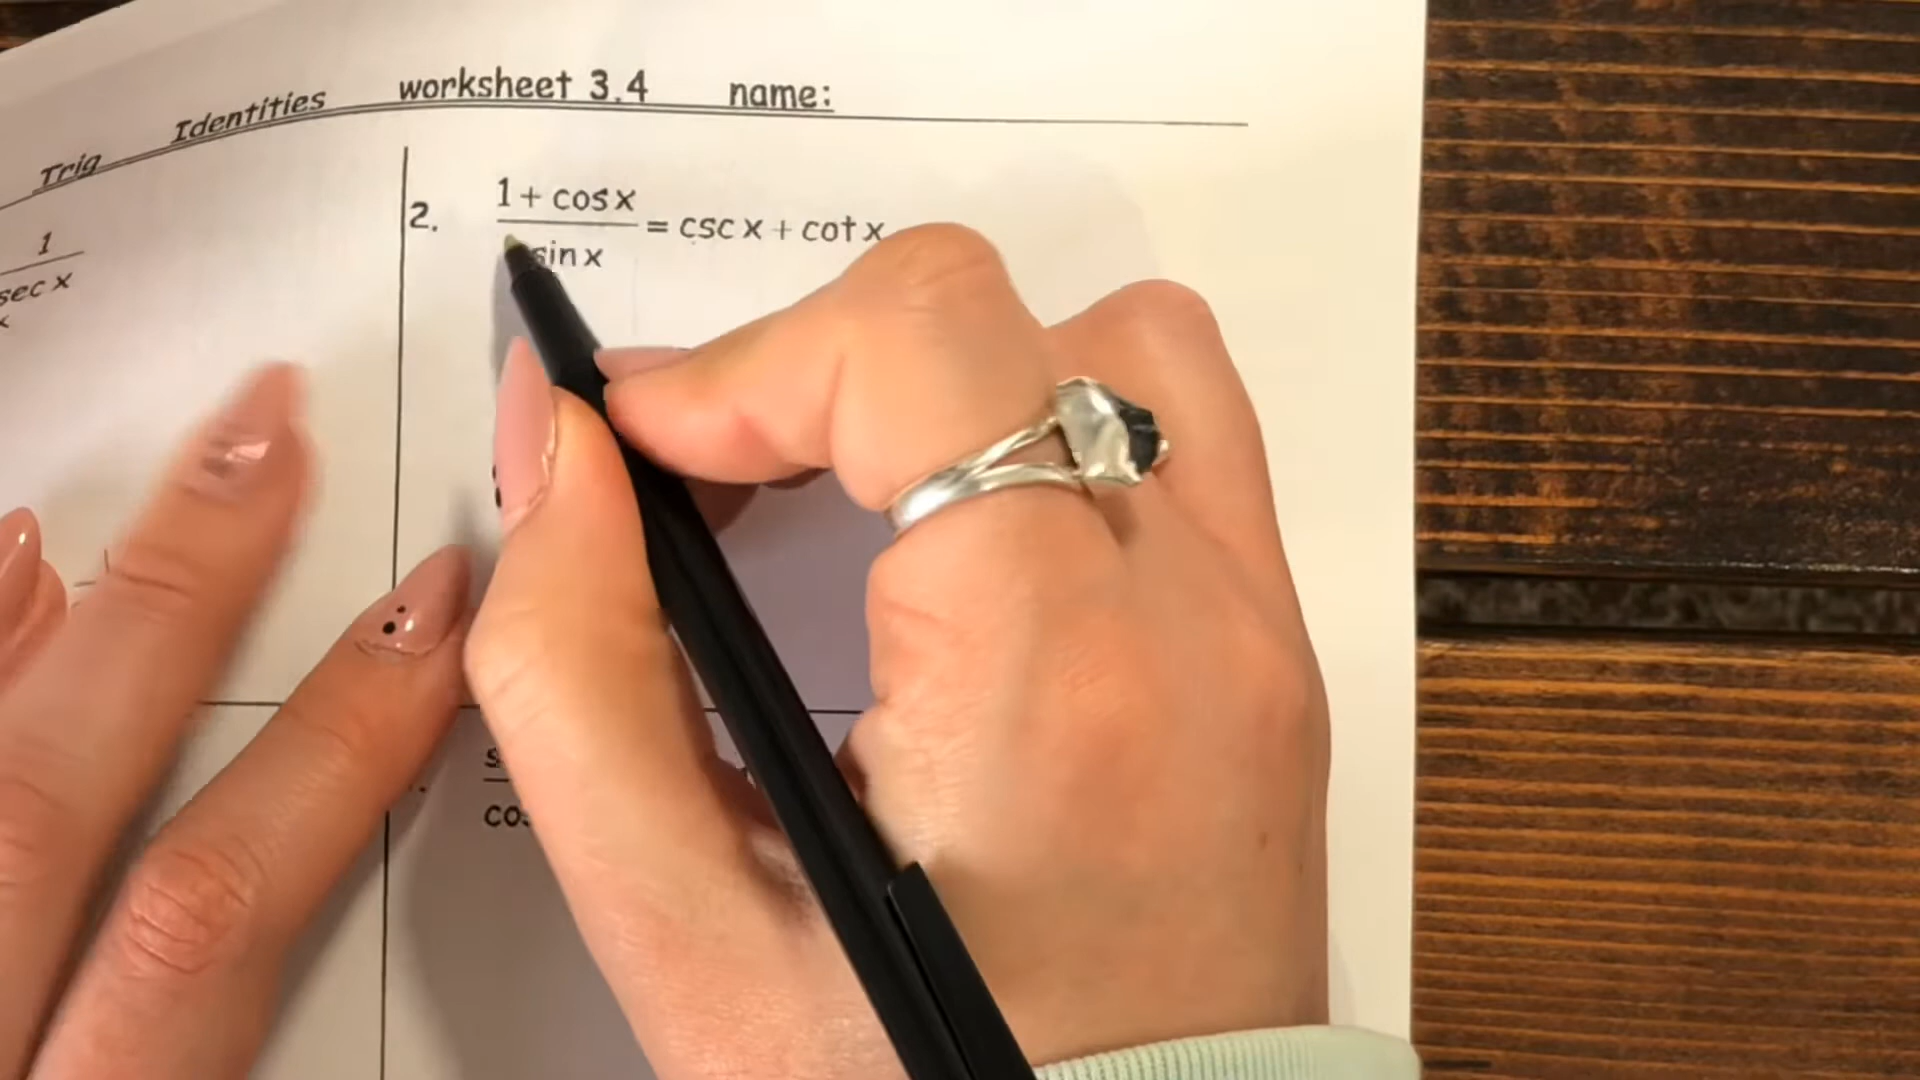 Trig Identities worksheet 3.4 name:
1
sec x
2. 1 + cos x
= csc x + cot x
sin x